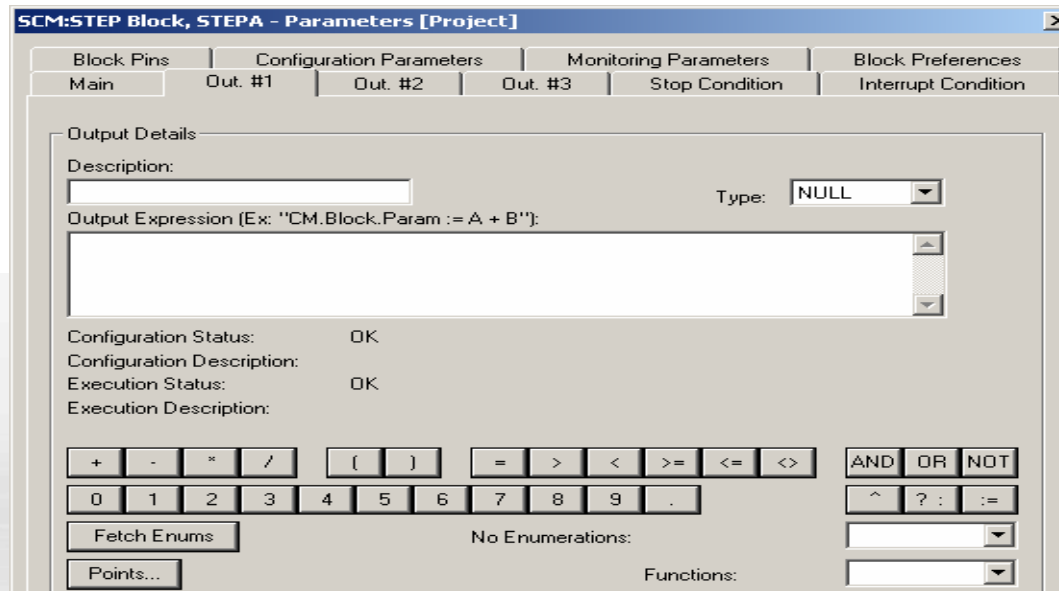 SCM:STEP Block, STEPA - Parameters [Project]
Block Pins Configuration Parameters Monitoring Parameters Block Preferences
Main Out. #1 Out. #2 Out. #3 Stop Condition Interrupt Condition
Output Details
Description:
Type: NULL
Output Expression (Ex: "CM.Block.Param := A + B"):
Configuration Status: OK
Configuration Description:
Execution Status: OK
Execution Description:
+ - * / ( ) = > < >= <= <> AND OR NOT
0 1 2 3 4 5 6 7 8 9 . ^ ? : :=
Fetch Enums No Enumerations:
Points... Functions: